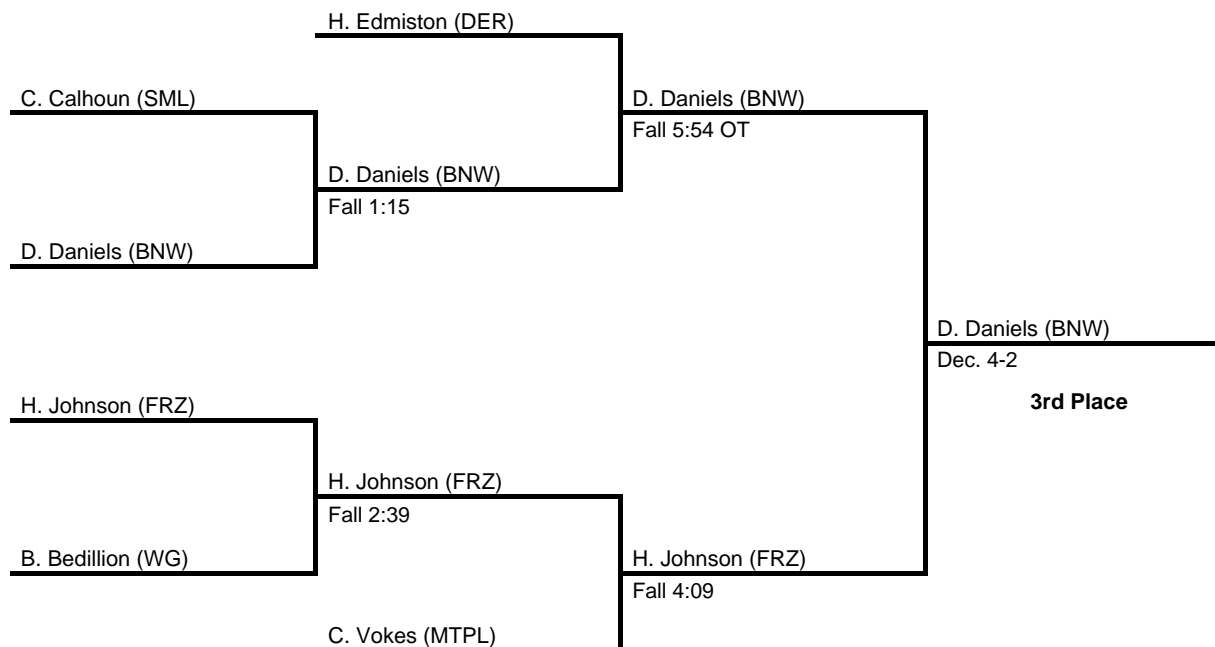 H. Edmiston (DER)
C. Calhoun (SML)
D. Daniels (BNW)
Fall 5:54 OT
D. Daniels (BNW)
Fall 1:15
D. Daniels (BNW)
D. Daniels (BNW)
Dec. 4-2
3rd Place
H. Johnson (FRZ)
H. Johnson (FRZ)
Fall 2:39
B. Bedillion (WG)
H. Johnson (FRZ)
Fall 4:09
C. Vokes (MTPL)